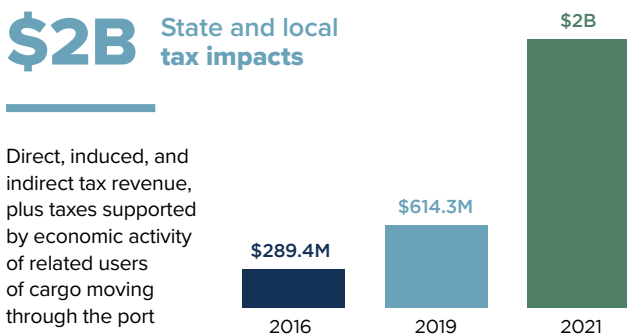 $2B
State and local
tax impacts
Direct, induced, and
indirect tax revenue,
plus taxes supported
by economic activity
of related users
of cargo moving
through the port
$289.4M
$614.3M
$2B
2016
2019
2021